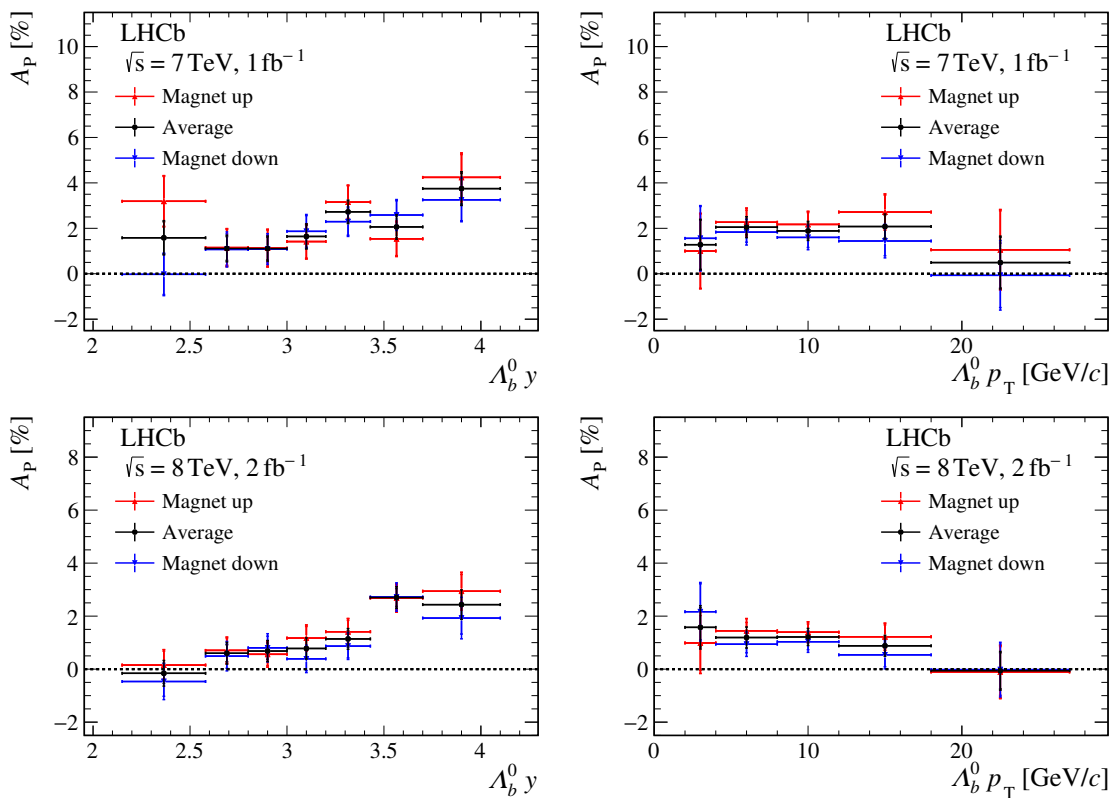 A_P [%]
10
8
6
4
2
0
−2
LHCb
√s = 7 TeV, 1 fb⁻¹
Magnet up
Average
Magnet down
2 2.5 3 3.5 4
Λ_b^0 y
A_P [%]
10
8
6
4
2
0
−2
LHCb
√s = 7 TeV, 1 fb⁻¹
Magnet up
Average
Magnet down
0 10 20
Λ_b^0 p_T [GeV/c]
A_P [%]
8
6
4
2
0
−2
LHCb
√s = 8 TeV, 2 fb⁻¹
Magnet up
Average
Magnet down
2 2.5 3 3.5 4
Λ_b^0 y
A_P [%]
8
6
4
2
0
−2
LHCb
√s = 8 TeV, 2 fb⁻¹
Magnet up
Average
Magnet down
0 10 20
Λ_b^0 p_T [GeV/c]